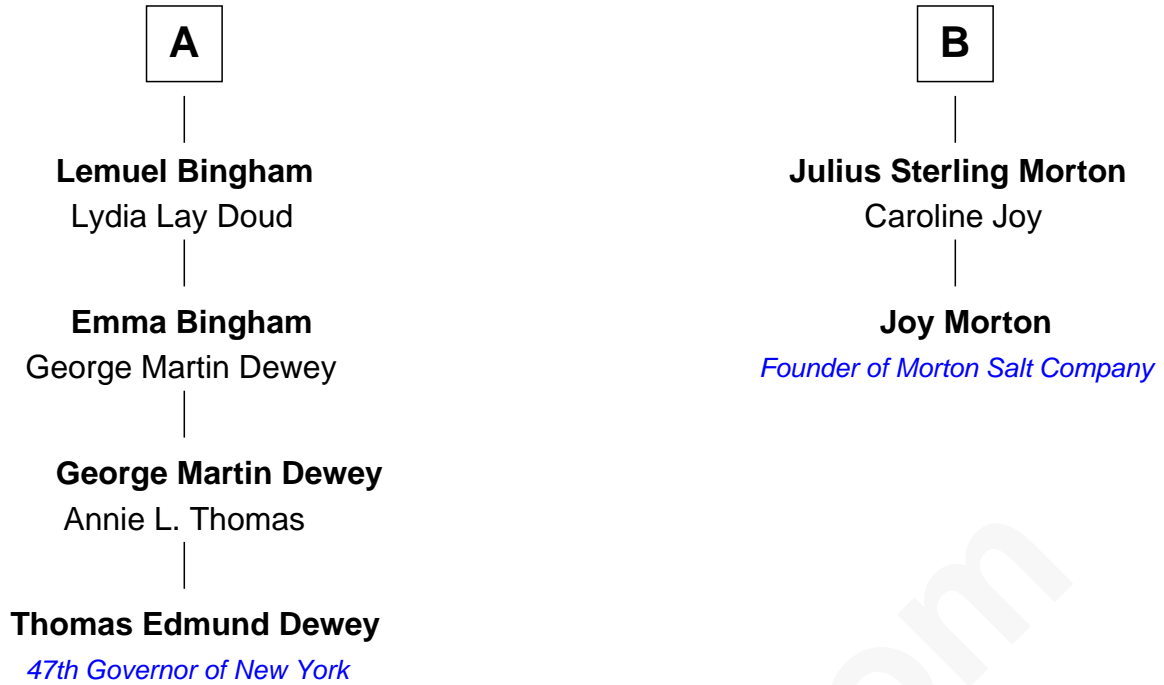 A
Lemuel Bingham
Lydia Lay Doud
Emma Bingham
George Martin Dewey
George Martin Dewey
Annie L. Thomas
Thomas Edmund Dewey
47th Governor of New York
B
Julius Sterling Morton
Caroline Joy
Joy Morton
Founder of Morton Salt Company
om